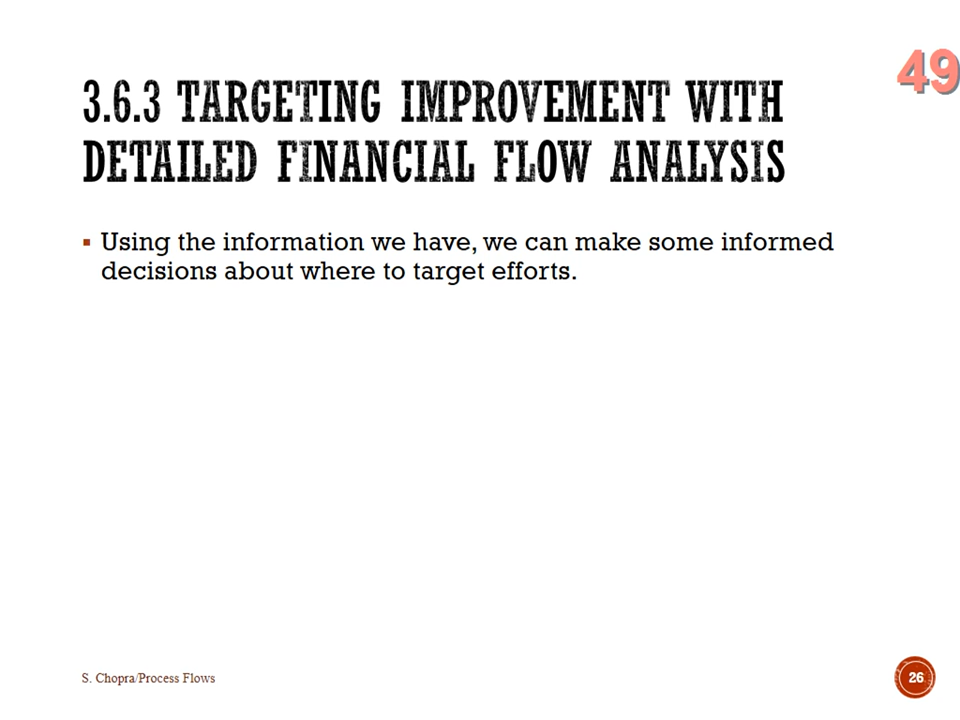 49
3.6.3 TARGETING IMPROVEMENT WITH
DETAILED FINANCIAL FLOW ANALYSIS
▪ Using the information we have, we can make some informed
decisions about where to target efforts.
S. Chopra/Process Flows
26